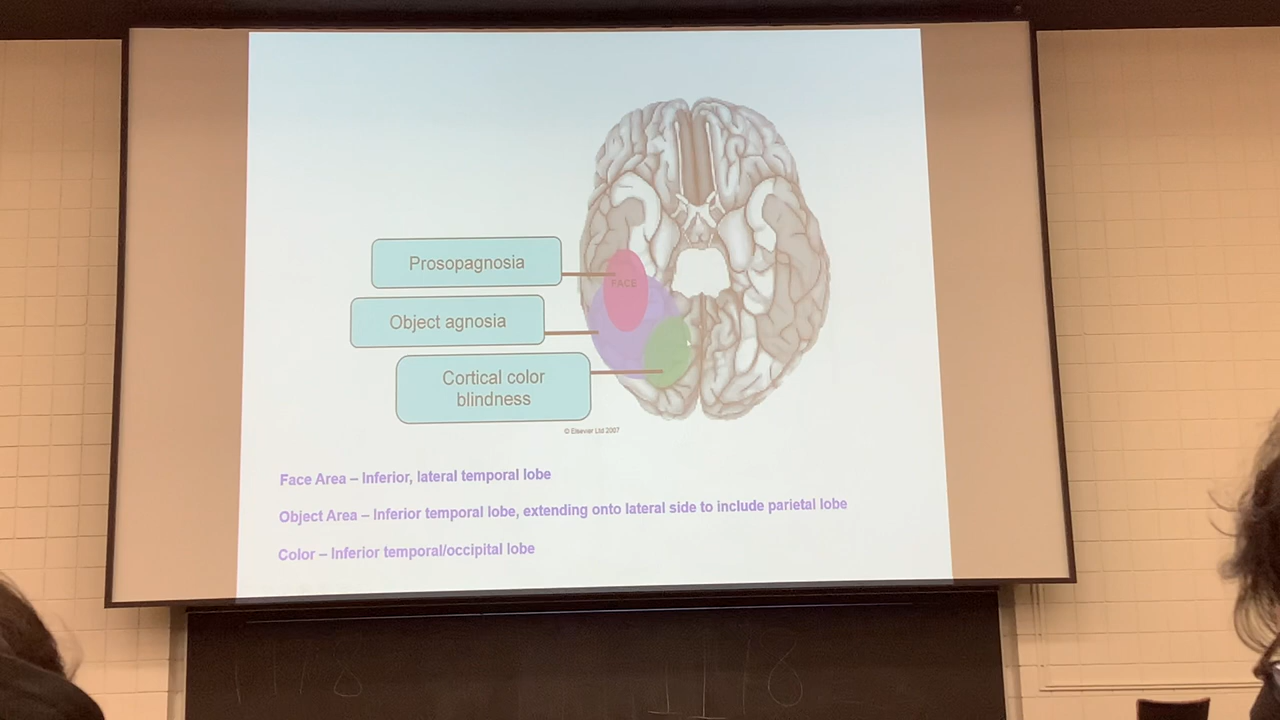 Prosopagnosia
FACE
Object agnosia
Cortical color
blindness
© Elsevier Ltd 2007
Face Area – Inferior, lateral temporal lobe
Object Area – Inferior temporal lobe, extending onto lateral side to include parietal lobe
Color – Inferior temporal/occipital lobe